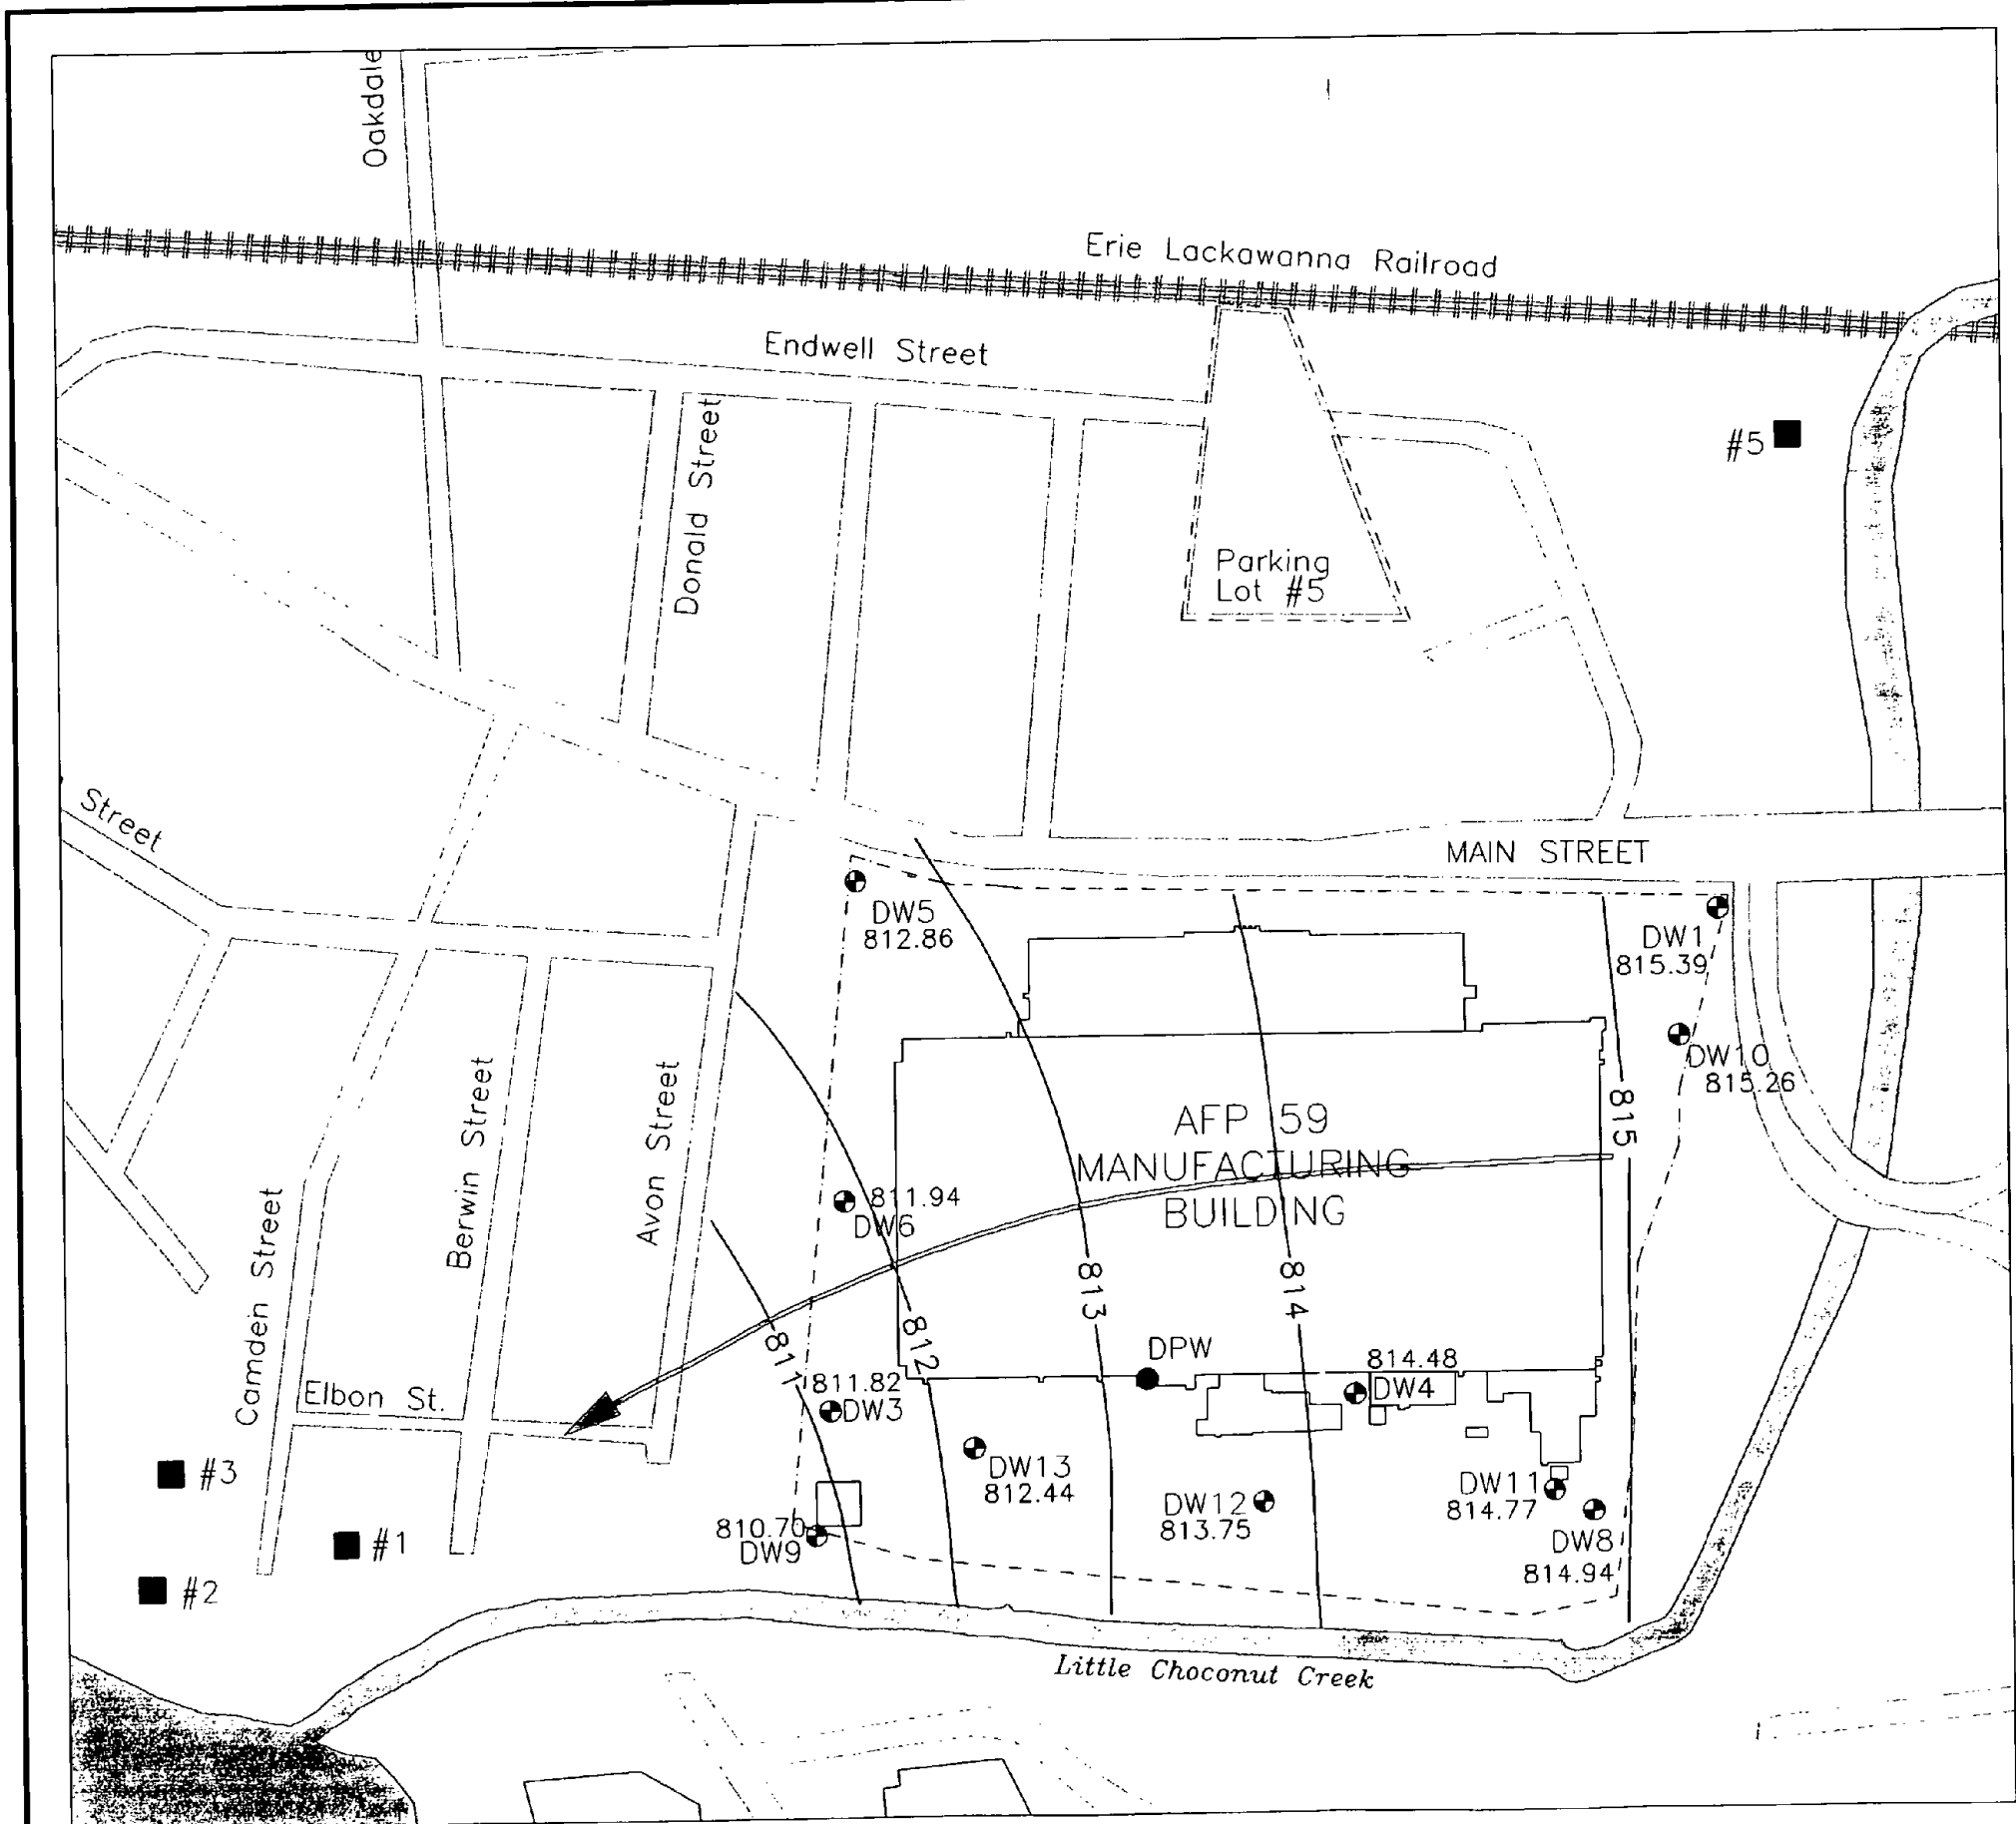 Oakdale
Erie Lackawanna Railroad
Endwell Street
#5
Donald Street
Parking
Lot #5
Street
MAIN STREET
DW5
812.86
DW1
815.39
DW10
815.26
815
AFP 59
MANUFACTURING
BUILDING
Berwin Street
Avon Street
Camden Street
811.94
DW6
813
814
812
811
DPW
814.48
DW4
811.82
DW3
Elbon St.
#3
DW13
812.44
DW12
813.75
DW11
814.77
DW8
814.94
810.70
DW9
#1
#2
Little Choconut Creek